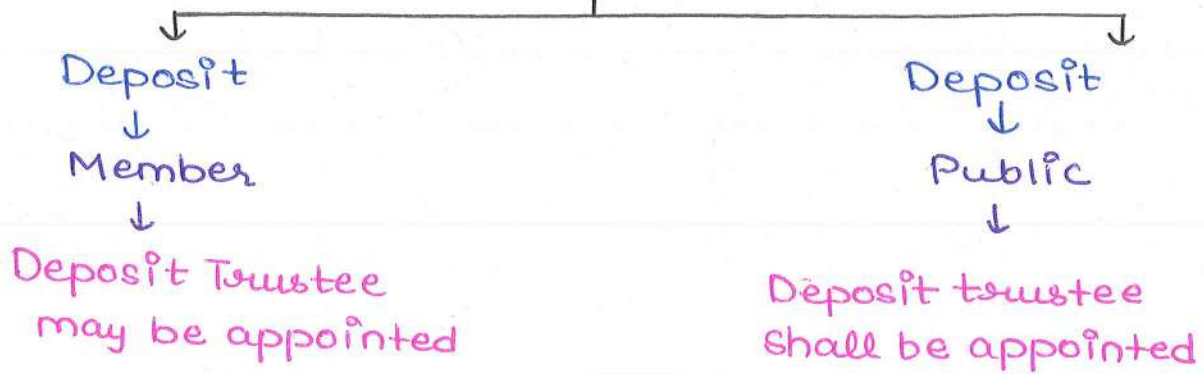 Deposit
↓
Member
↓
Deposit Trustee
may be appointed
Deposit
↓
Public
↓
Deposit trustee
shall be appointed